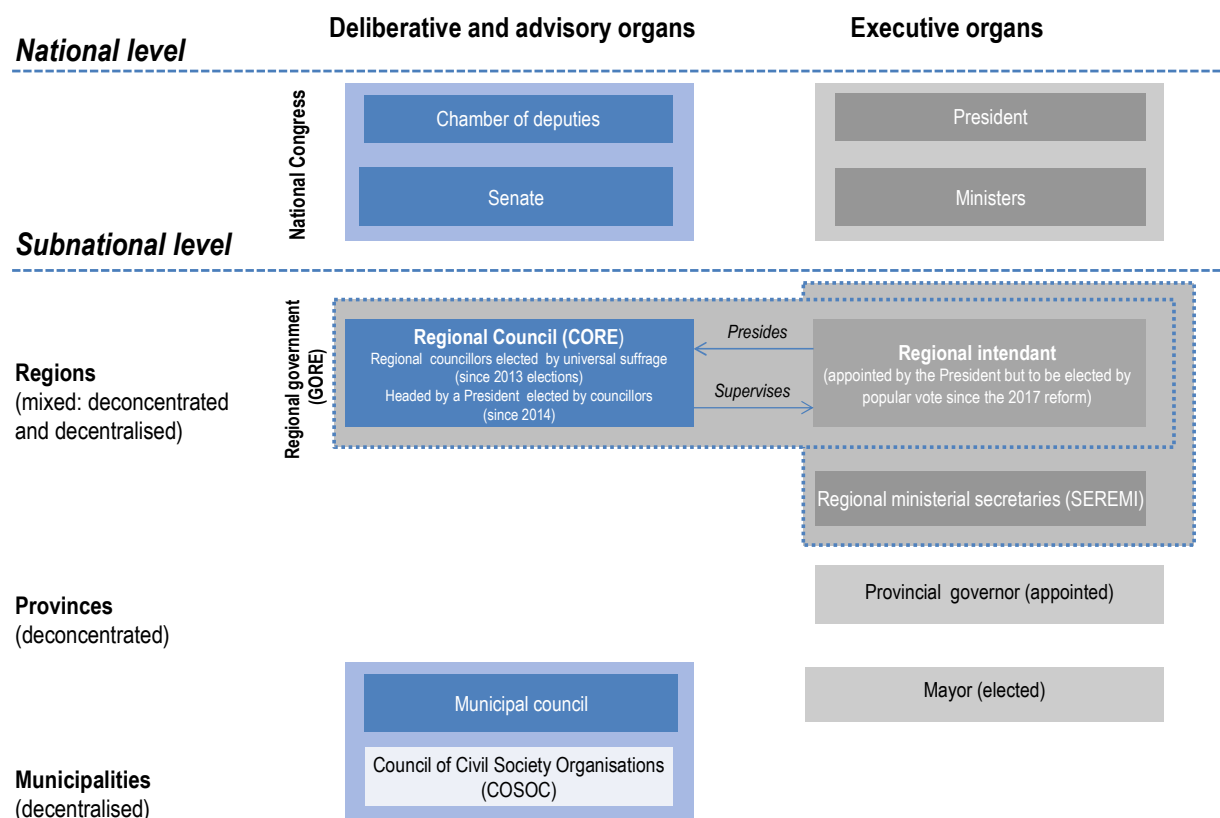 Deliberative and advisory organs
Executive organs
National level
National Congress
Chamber of deputies
President
Senate
Ministers
Subnational level
Regions
(mixed: deconcentrated
and decentralised)
Regional government
(GORE)
Regional Council (CORE)
Regional councillors elected by universal suffrage
(since 2013 elections)
Headed by a President elected by councillors
(since 2014)
Presides
Supervises
Regional intendant
(appointed by the President but to be elected by
popular vote since the 2017 reform)
Regional ministerial secretaries (SEREMI)
Provinces
(deconcentrated)
Provincial governor (appointed)
Municipal council
Mayor (elected)
Council of Civil Society Organisations
(COSOC)
Municipalities
(decentralised)